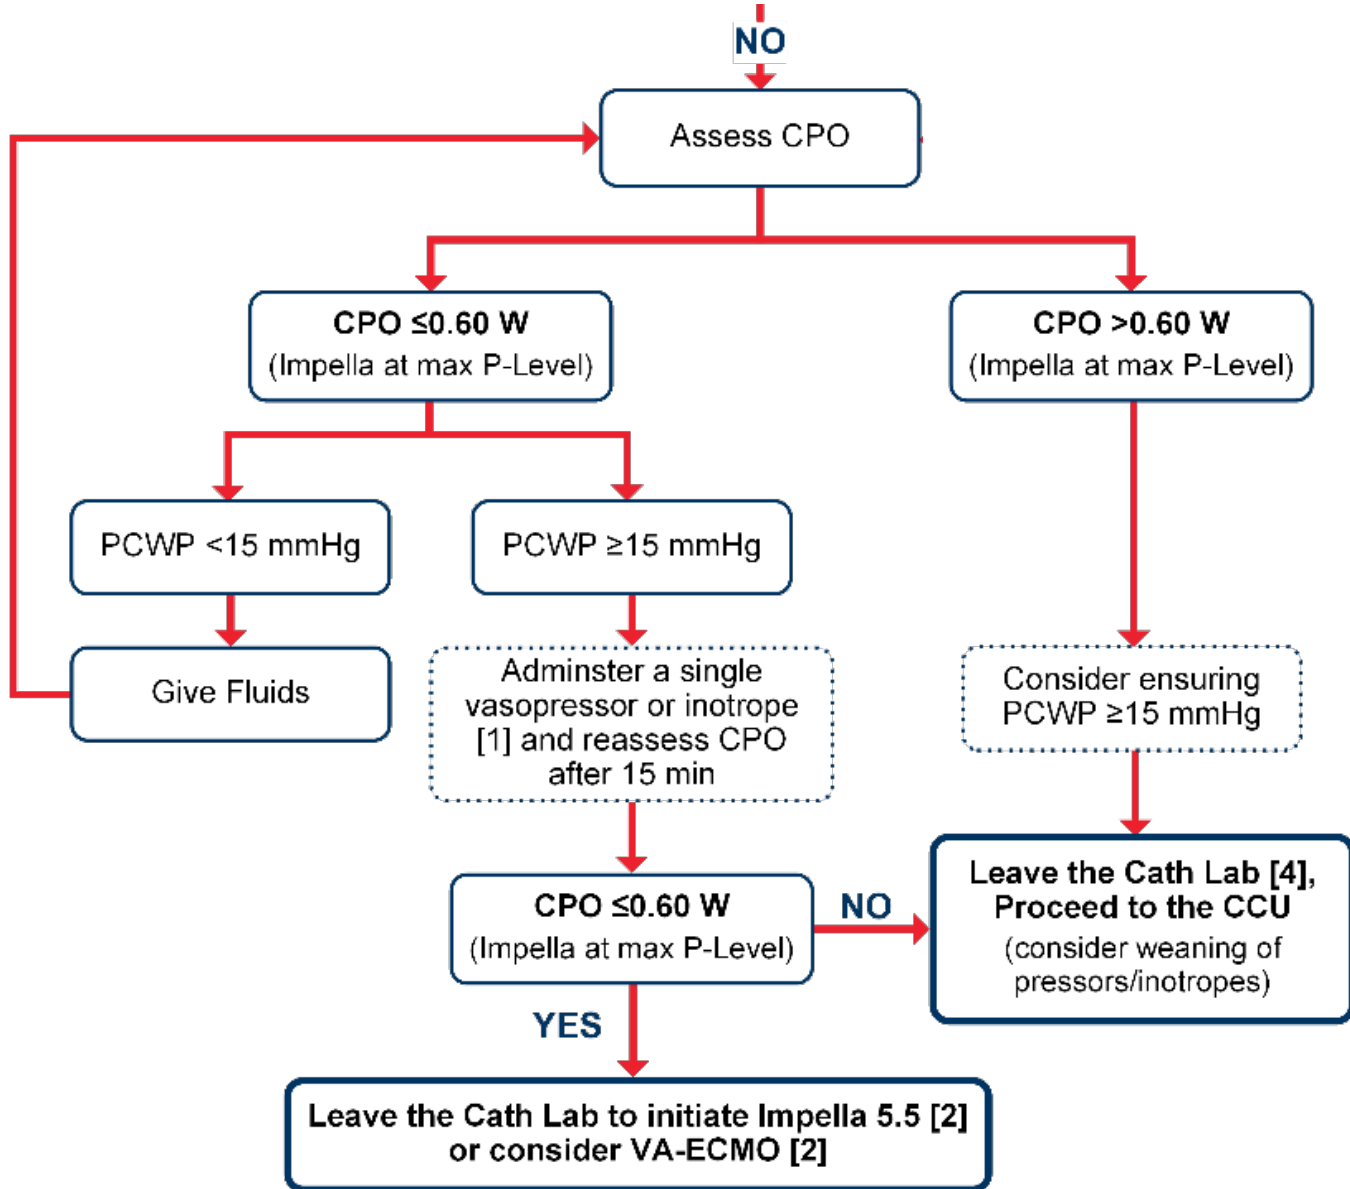 NO
Assess CPO
CPO ≤0.60 W
(Impella at max P-Level)
CPO >0.60 W
(Impella at max P-Level)
PCWP <15 mmHg
PCWP ≥15 mmHg
Give Fluids
Adminster a single
vasopressor or inotrope
[1] and reassess CPO
after 15 min
Consider ensuring
PCWP ≥15 mmHg
CPO ≤0.60 W
(Impella at max P-Level)
NO
Leave the Cath Lab [4],
Proceed to the CCU
(consider weaning of
pressors/inotropes)
YES
Leave the Cath Lab to initiate Impella 5.5 [2]
or consider VA-ECMO [2]